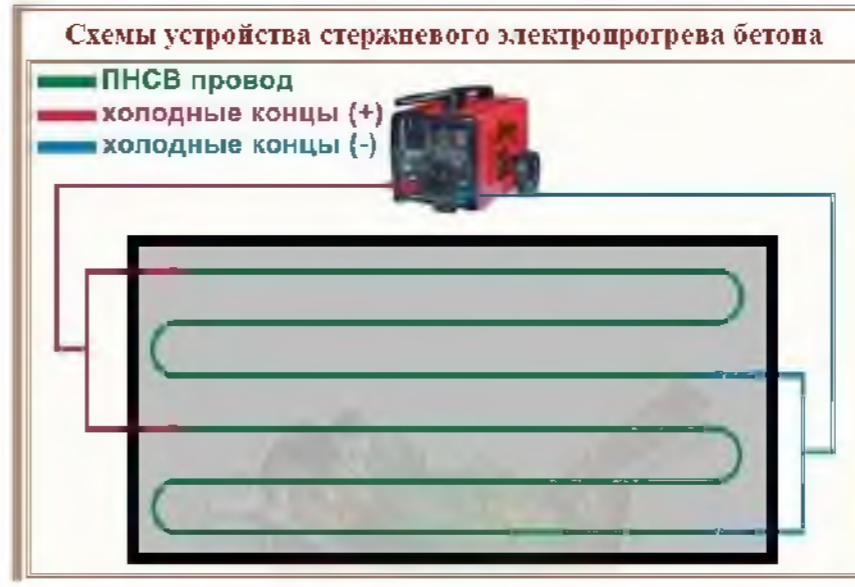 Схемы устройства стержневого электропрогрева бетона
ПНСВ провод
холодные концы (+)
холодные концы (-)